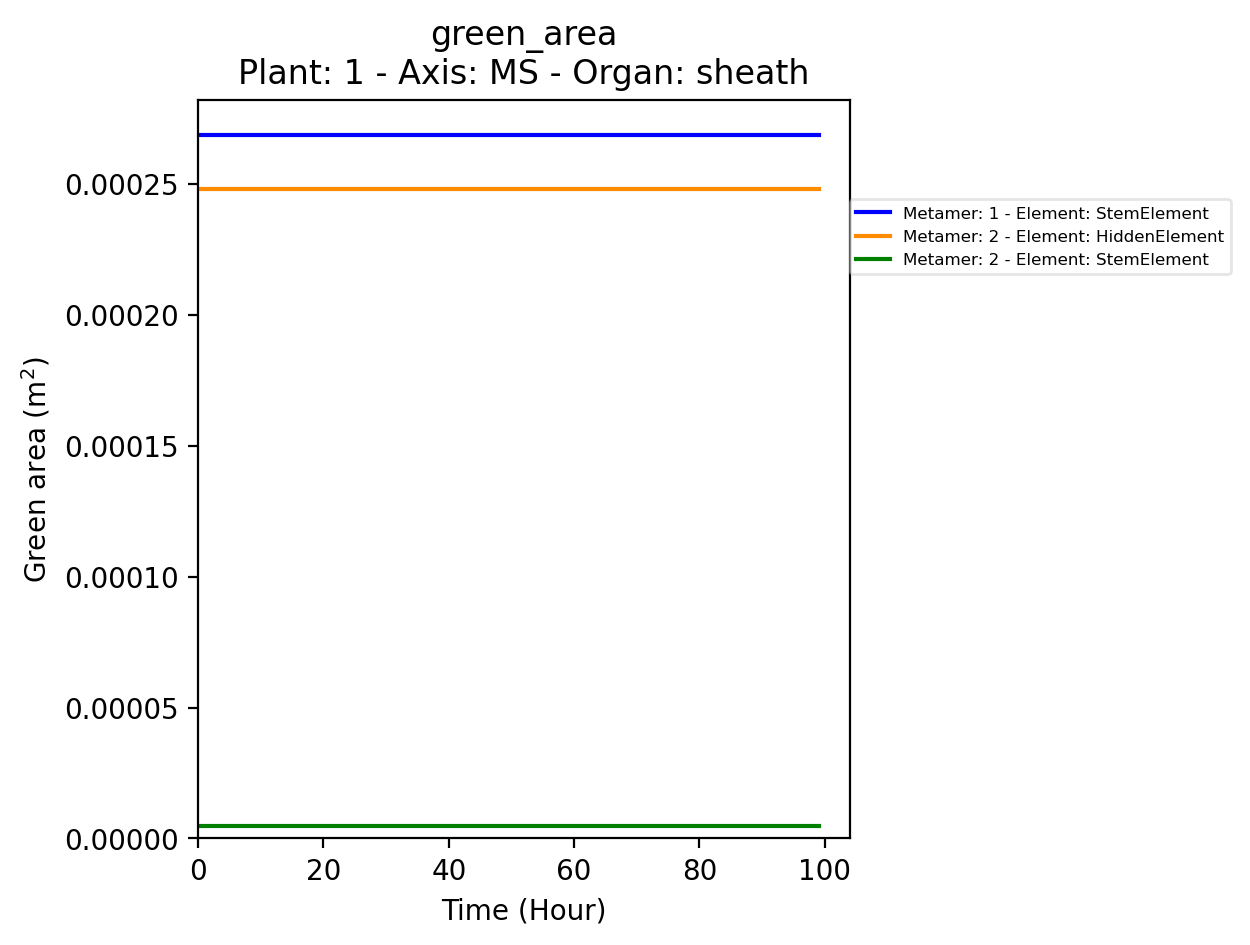 green_area
Plant: 1 - Axis: MS - Organ: sheath
0.00025
0.00020
0.00015
0.00010
0.00005
0.00000
Green area (m²)
0 20 40 60 80 100
Time (Hour)
Metamer: 1 - Element: StemElement
Metamer: 2 - Element: HiddenElement
Metamer: 2 - Element: StemElement